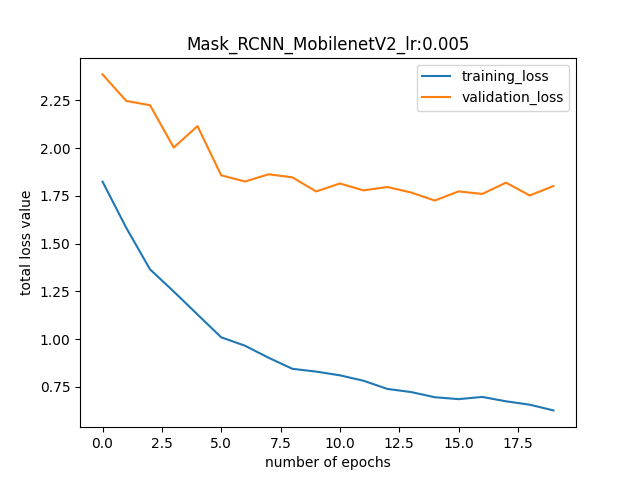 Mask_RCNN_MobilenetV2_lr:0.005
training_loss
validation_loss
total loss value
2.25
2.00
1.75
1.50
1.25
1.00
0.75
0.0 2.5 5.0 7.5 10.0 12.5 15.0 17.5
number of epochs